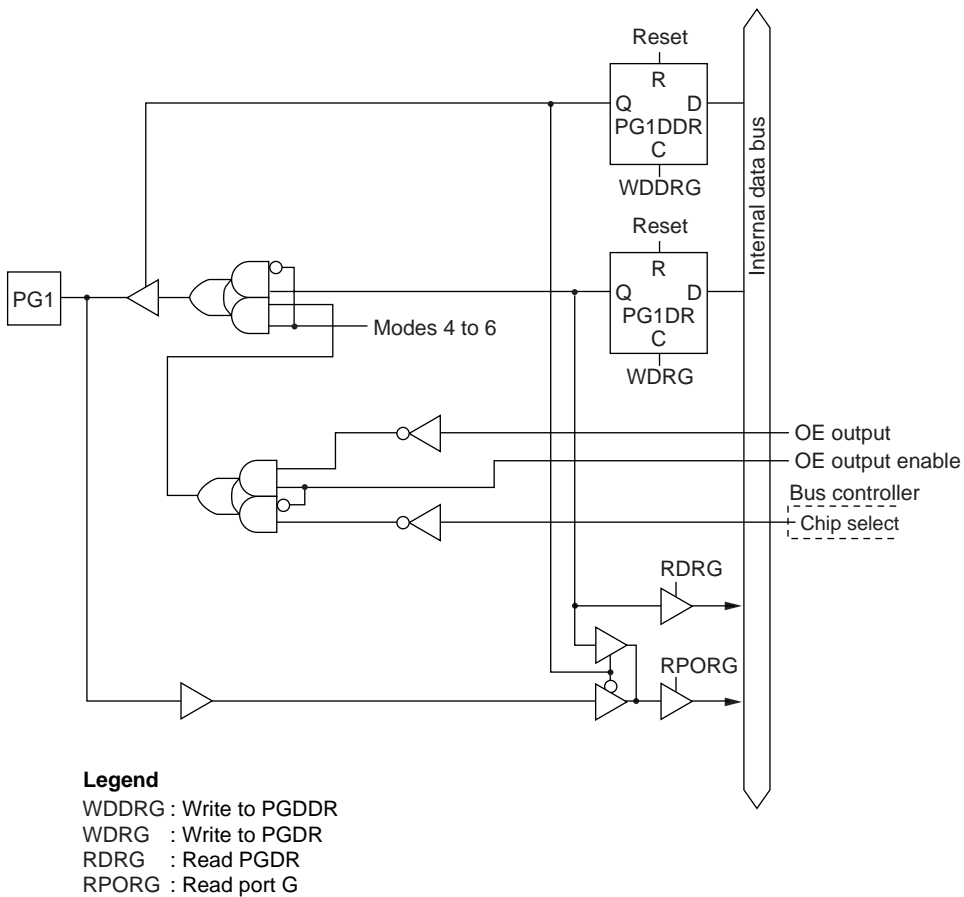 Reset
R
Q D
PG1DDR
C
WDDRG
Internal data bus
Reset
R
Q D
PG1DR
C
WDRG
PG1
Modes 4 to 6
OE output
OE output enable
Bus controller
Chip select
RDRG
RPORG
Legend
WDDRG : Write to PGDDR
WDRG : Write to PGDR
RDRG : Read PGDR
RPORG : Read port G